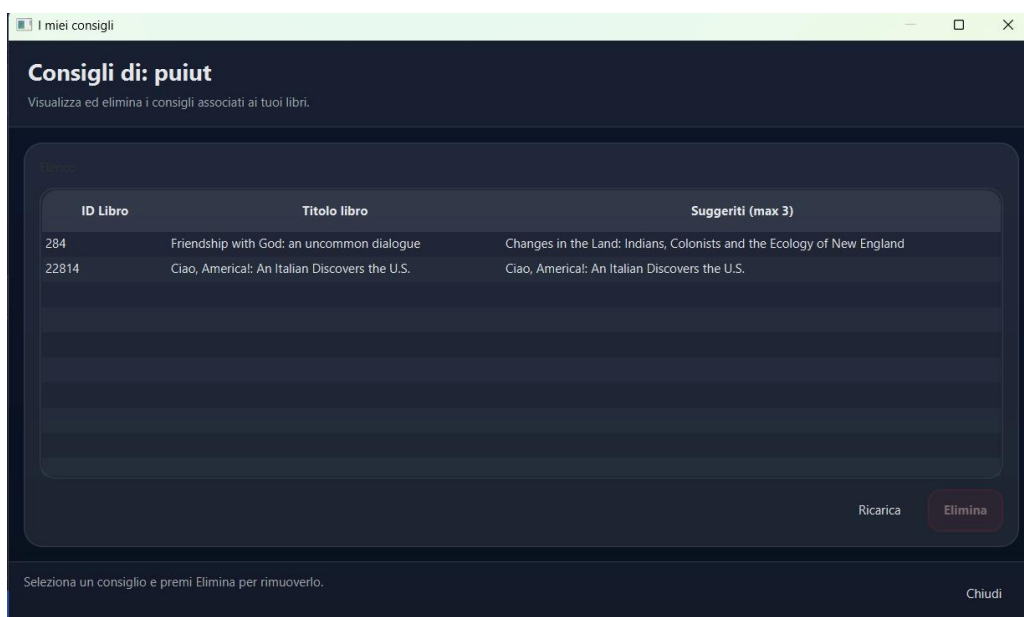 I miei consigli
Consigli di: puiut
Visualizza ed elimina i consigli associati ai tuoi libri.
Elenco
ID Libro Titolo libro Suggeriti (max 3)
284 Friendship with God: an uncommon dialogue Changes in the Land: Indians, Colonists and the Ecology of New England
22814 Ciao, America!: An Italian Discovers the U.S. Ciao, America!: An Italian Discovers the U.S.
Ricarica Elimina
Seleziona un consiglio e premi Elimina per rimuoverlo.
Chiudi